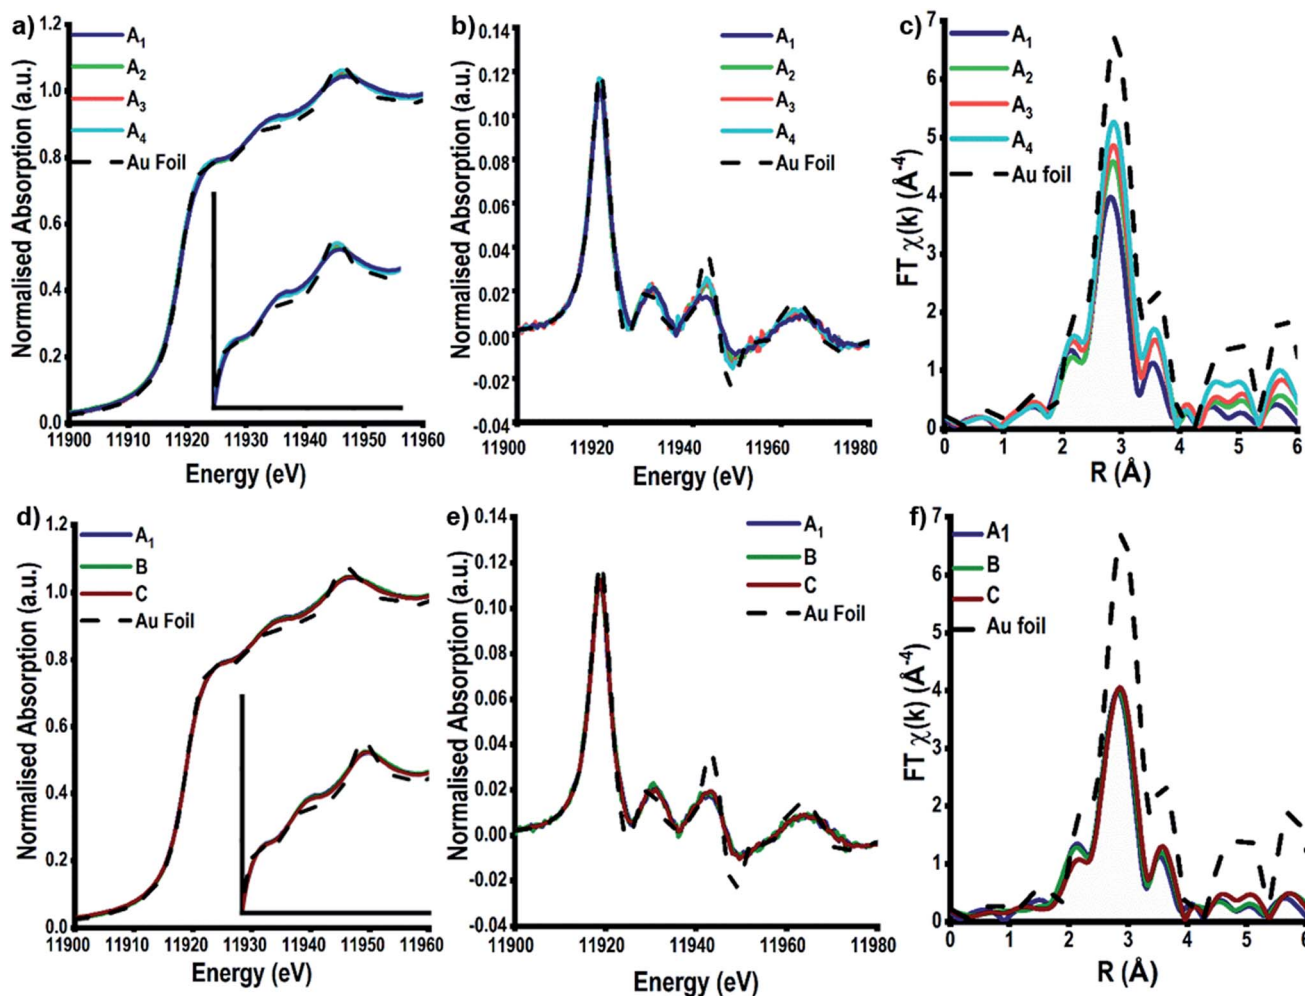 a)
1.2
1.0
0.8
0.6
0.4
0.2
0.0
Normalised Absorption (a.u.)
A₁
A₂
A₃
A₄
Au Foil
11900 11910 11920 11930 11940 11950 11960
Energy (eV)
b)
0.14
0.12
0.10
0.08
0.06
0.04
0.02
0.00
-0.02
-0.04
Normalised Absorption (a.u.)
A₁
A₂
A₃
A₄
Au Foil
11900 11920 11940 11960 11980
Energy (eV)
c)
7
6
5
4
3
2
1
0
FT χ(k) (Å⁻⁴)
A₁
A₂
A₃
A₄
Au foil
0 1 2 3 4 5 6
R (Å)
d)
1.2
1.0
0.8
0.6
0.4
0.2
0.0
Normalised Absorption (a.u.)
A₁
B
C
Au Foil
11900 11910 11920 11930 11940 11950 11960
Energy (eV)
e)
0.14
0.12
0.10
0.08
0.06
0.04
0.02
0.00
-0.02
-0.04
Normalised Absorption (a.u.)
A₁
B
C
Au Foil
11900 11920 11940 11960 11980
Energy (eV)
f)
7
6
5
4
3
2
1
0
FT χ(k) (Å⁻⁴)
A1
B
C
Au foil
0 1 2 3 4 5 6
R (Å)